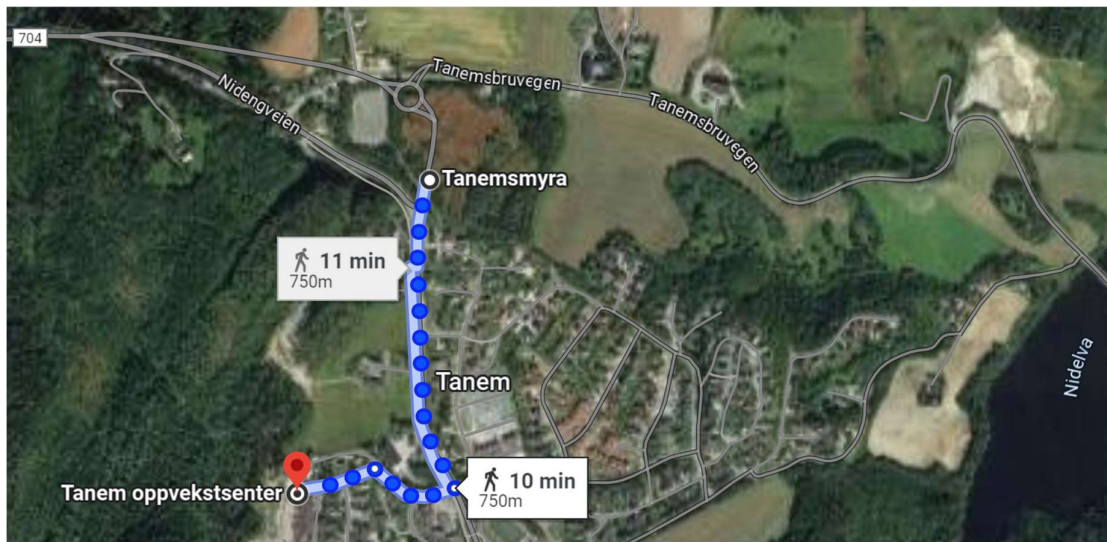 704
Tanemsbruvegen
Tanemsbruvegen
Nidengveien
Tanemsmyra
11 min
750m
Tanem
Nidelva
10 min
750m
Tanem oppvekstsenter